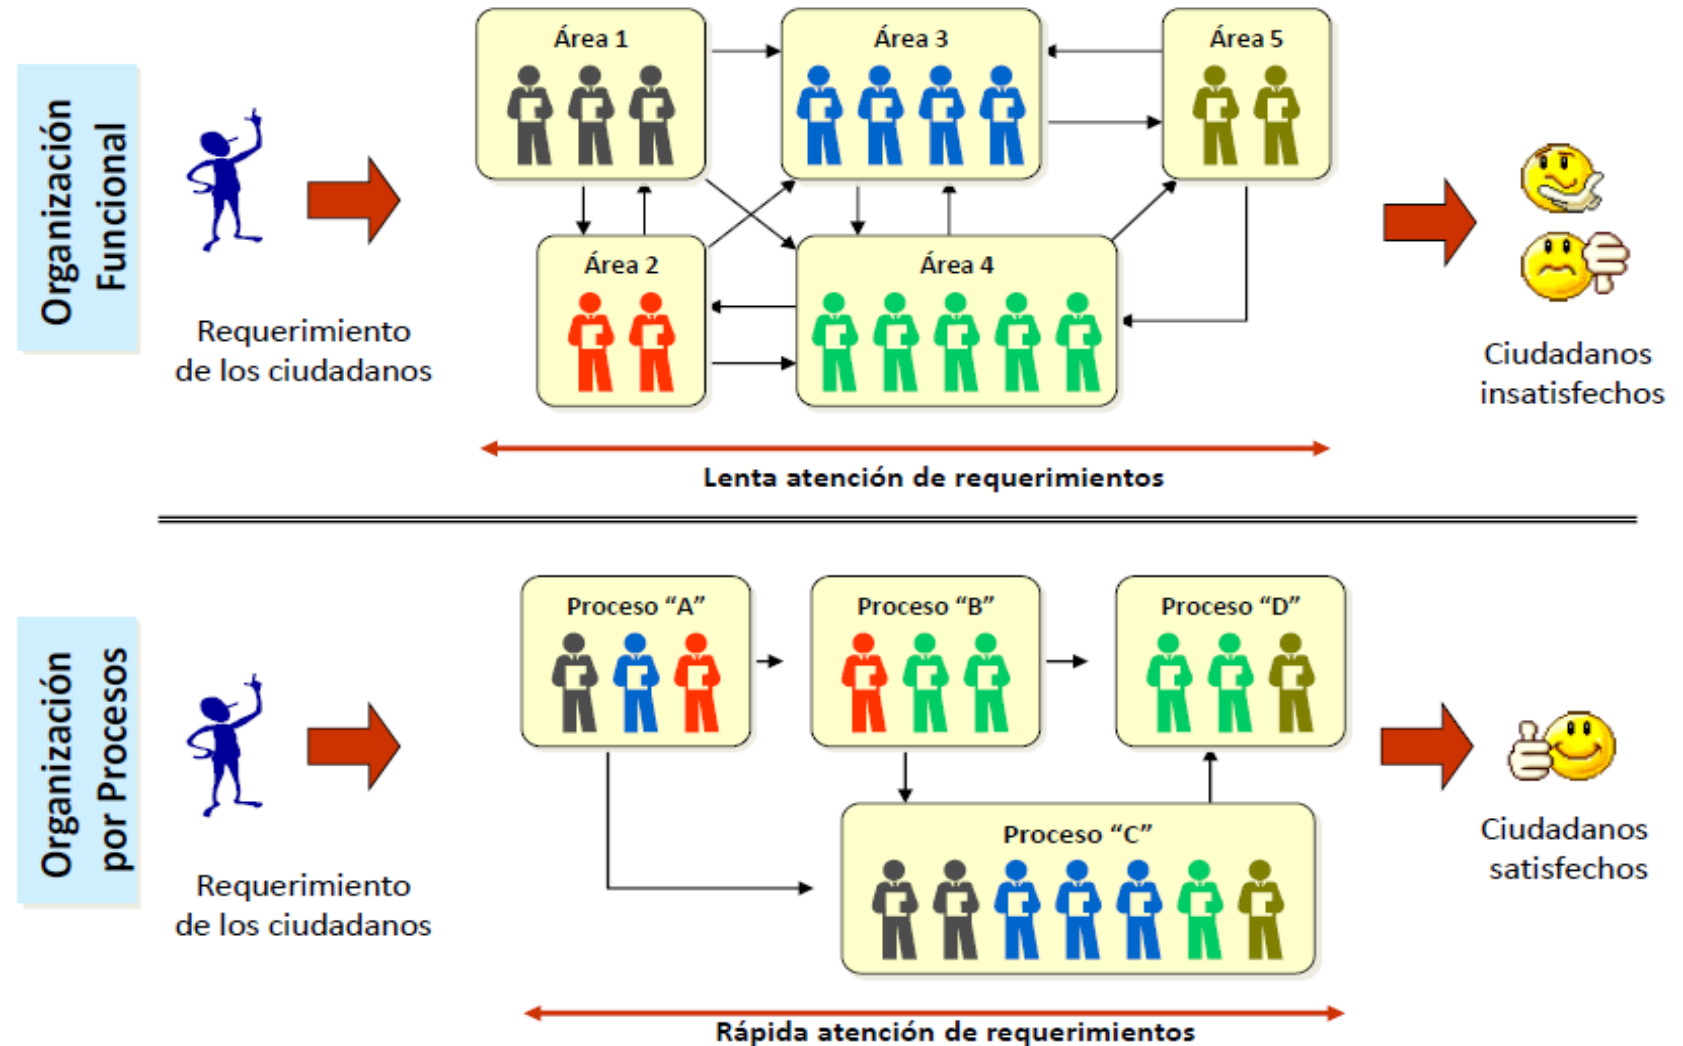 Organización
Funcional
Requerimiento
de los ciudadanos
Área 1
Área 3
Área 5
Área 2
Área 4
Ciudadanos
insatisfechos
Lenta atención de requerimientos
Organización
por Procesos
Requerimiento
de los ciudadanos
Proceso “A”
Proceso “B”
Proceso “D”
Proceso “C”
Ciudadanos
satisfechos
Rápida atención de requerimientos